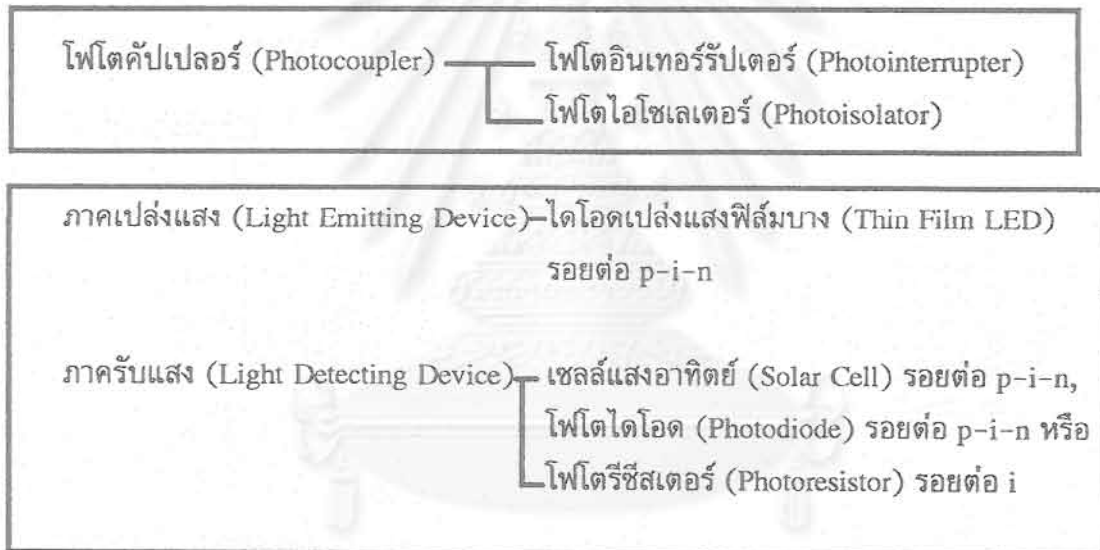 โฟโตคัปเปลอร์ (Photocoupler) โฟโตอินเทอร์รัปเตอร์ (Photointerrupter)
โฟโตไอโซเลเตอร์ (Photoisolator)
ภาคเปล่งแสง (Light Emitting Device) ไดโอดเปล่งแสงฟิล์มบาง (Thin Film LED)
รอยต่อ p-i-n
ภาครับแสง (Light Detecting Device) เซลล์แสงอาทิตย์ (Solar Cell) รอยต่อ p-i-n,
โฟโตไดโอด (Photodiode) รอยต่อ p-i-n หรือ
โฟโตรีซีสเตอร์ (Photoresistor) รอยต่อ i